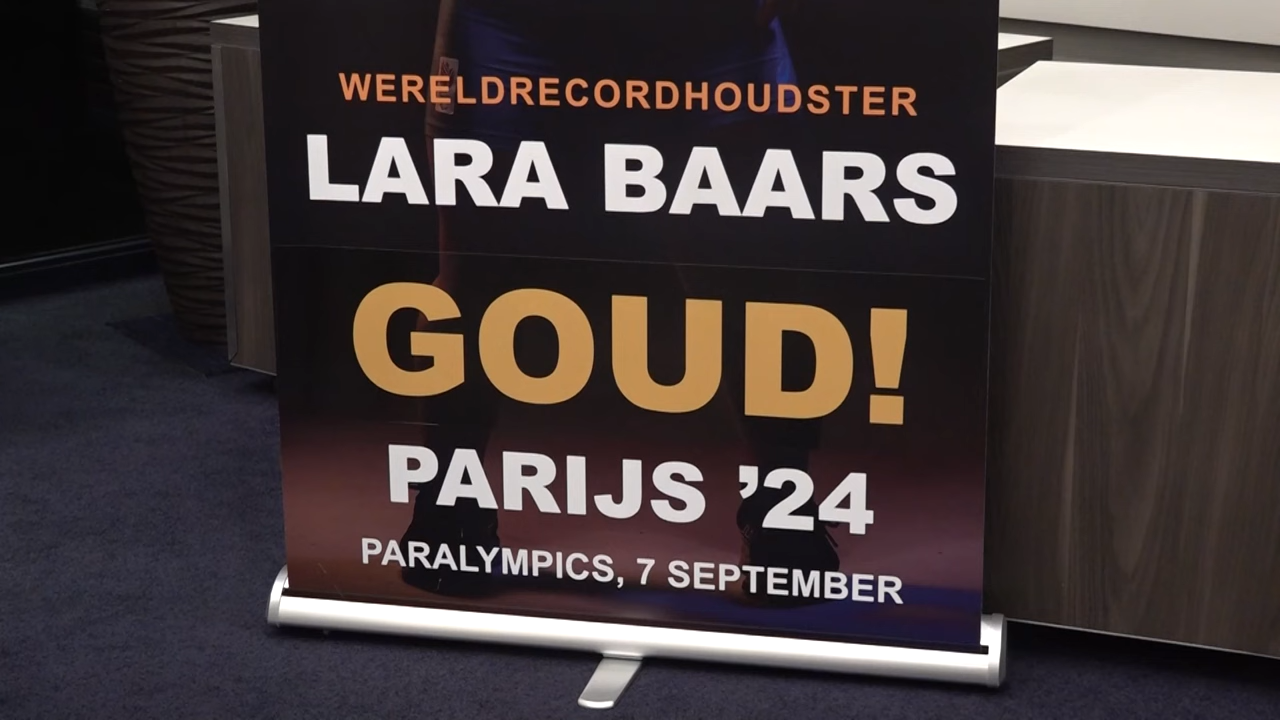 WERELDRECORDHOUDSTER
LARA BAARS
GOUD!
PARIJS ’24
PARALYMPICS, 7 SEPTEMBER